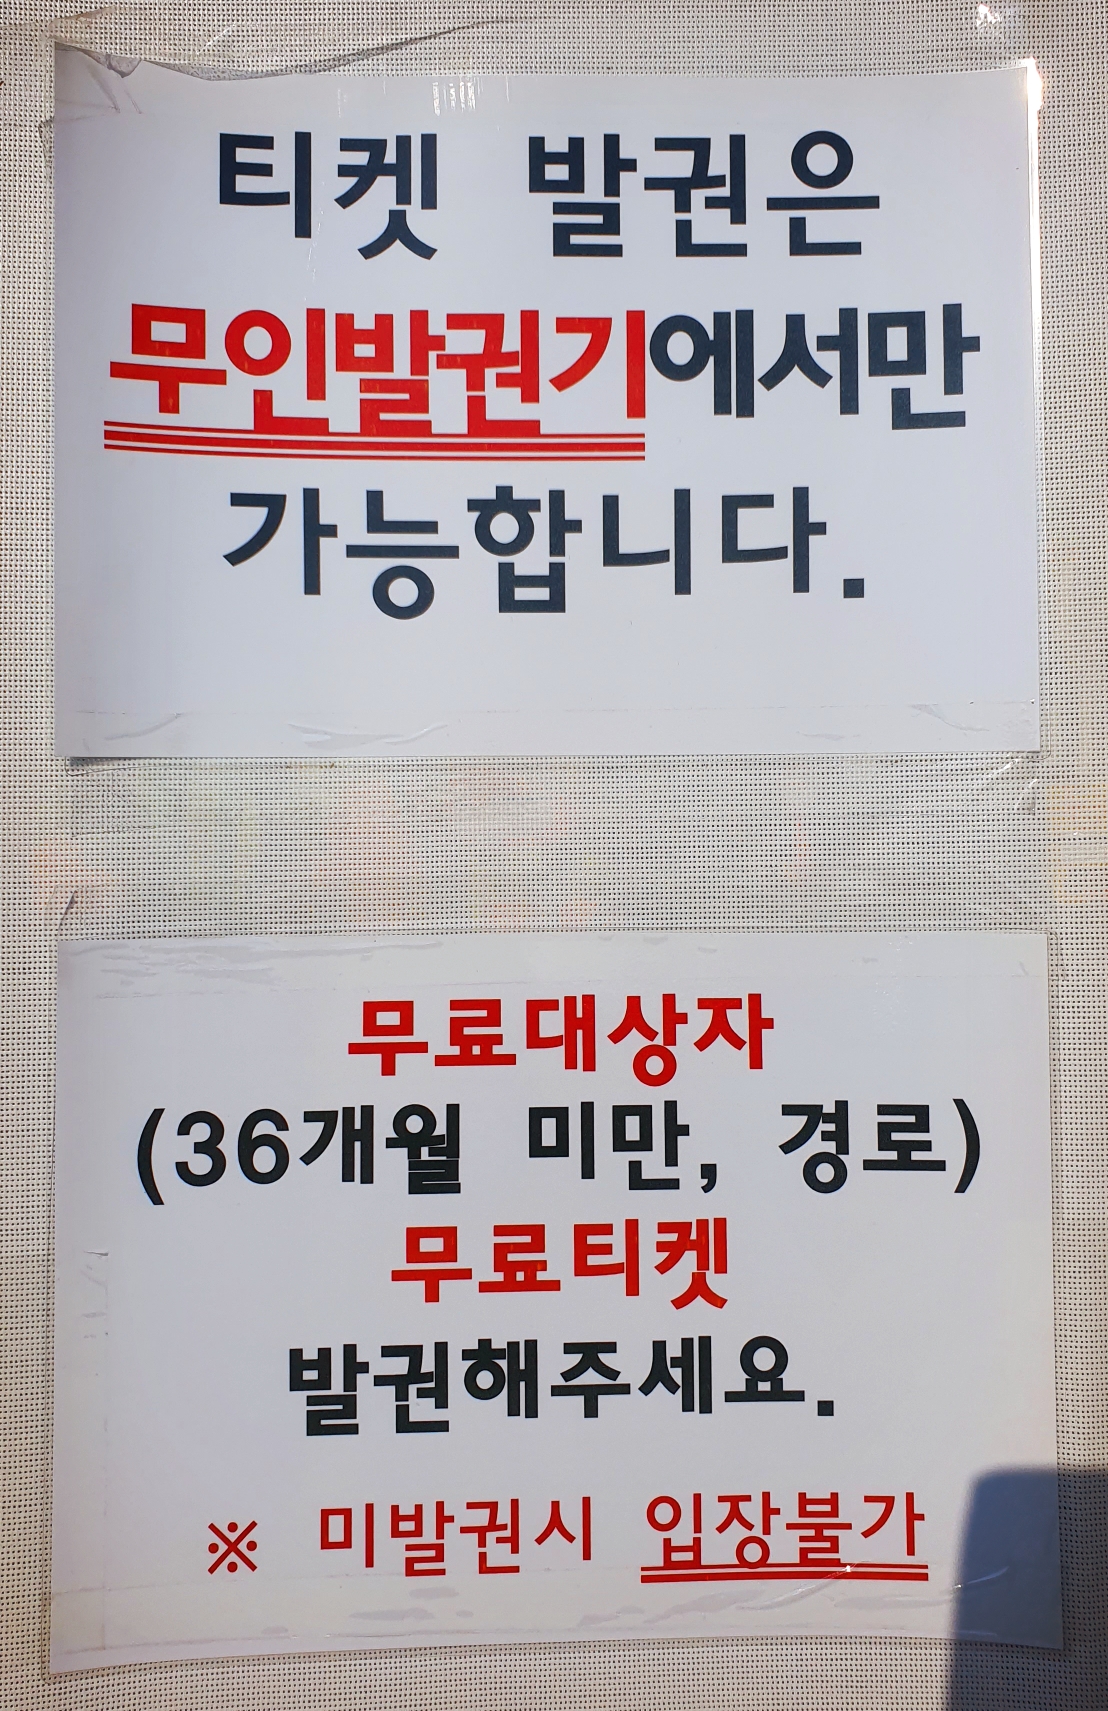 티켓 발권은
무인발권기에서만
가능합니다.
무료대상자
(36개월 미만, 경로)
무료티켓
발권해주세요.
※ 미발권시 입장불가